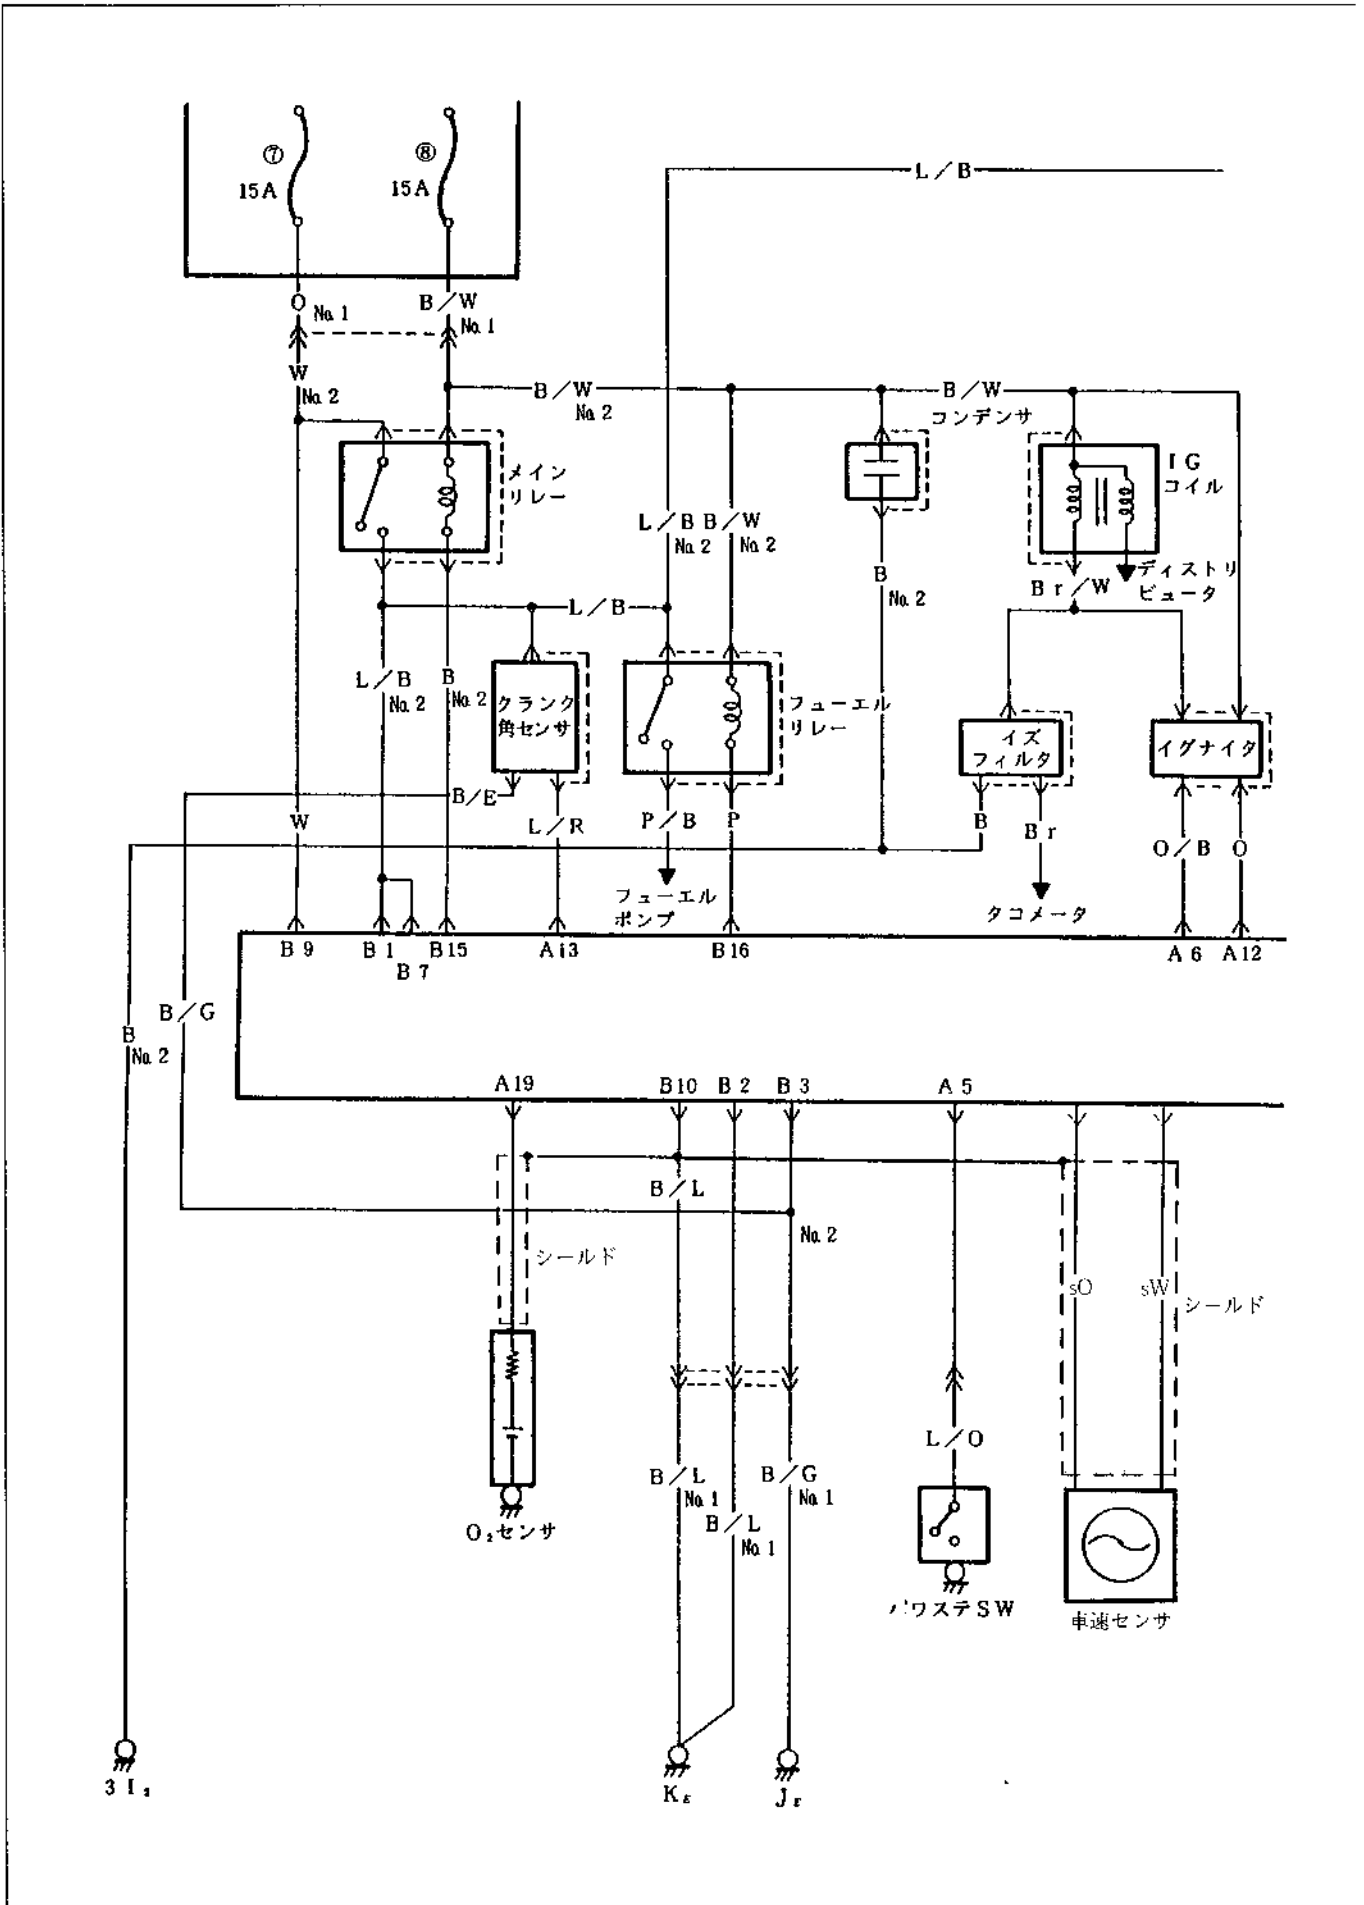 ⑦
⑧
15A
15A
L/B
O
No.1
B/W
No.1
W
No.2
B/W
No.2
B/W
コンデンサ
メイン
リレー
IG
コイル
L/B
No.2
B/W
No.2
B
No.2
ディストリ
ビュータ
Br/W
L/B
L/B
No.2
B
No.2
クランク
角センサ
フューエル
リレー
イズ
フィルタ
イグナイタ
B/E
L/R
P/B
P
B
Br
O/B
O
W
フューエル
ポンプ
タコメータ
B9
B1
B7
B15
A13
B16
A6
A12
B/G
B
No.2
A19
B10
B2
B3
A5
B/L
No.2
シールド
sO
sW
シールド
L/O
B/L
No.1
B/G
No.1
B/L
No.1
O₂センサ
パワステSW
車速センサ
K
J